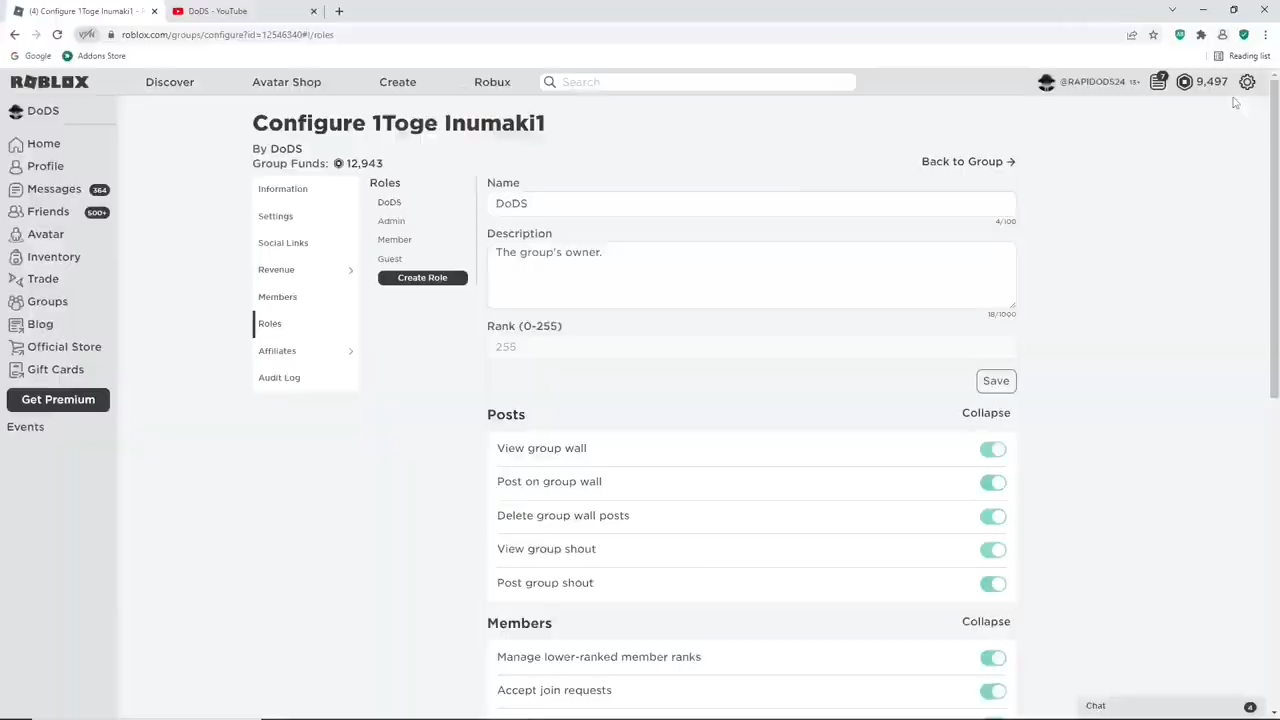 (4) Configure 1Toge Inumaki1 - R
DoDS - YouTube
roblox.com/groups/configure?id=12546340#!/roles
Google
Addons Store
Reading list
ROBLOX
Discover
Avatar Shop
Create
Robux
Search
@RAPIDODS24 13+
7
9,497
DoDS
Home
Profile
Messages 364
Friends 500+
Avatar
Inventory
Trade
Groups
Blog
Official Store
Gift Cards
Get Premium
Events
Configure 1Toge Inumaki1
By DoDS
Group Funds: 12,943
Back to Group →
Information
Settings
Social Links
Revenue
Members
Roles
Affiliates
Audit Log
Roles
DoDS
Admin
Member
Guest
Create Role
Name
DoDS
4/100
Description
The group's owner.
18/1000
Rank (0-255)
255
Save
Posts
Collapse
View group wall
Post on group wall
Delete group wall posts
View group shout
Post group shout
Members
Collapse
Manage lower-ranked member ranks
Accept join requests
Chat
4